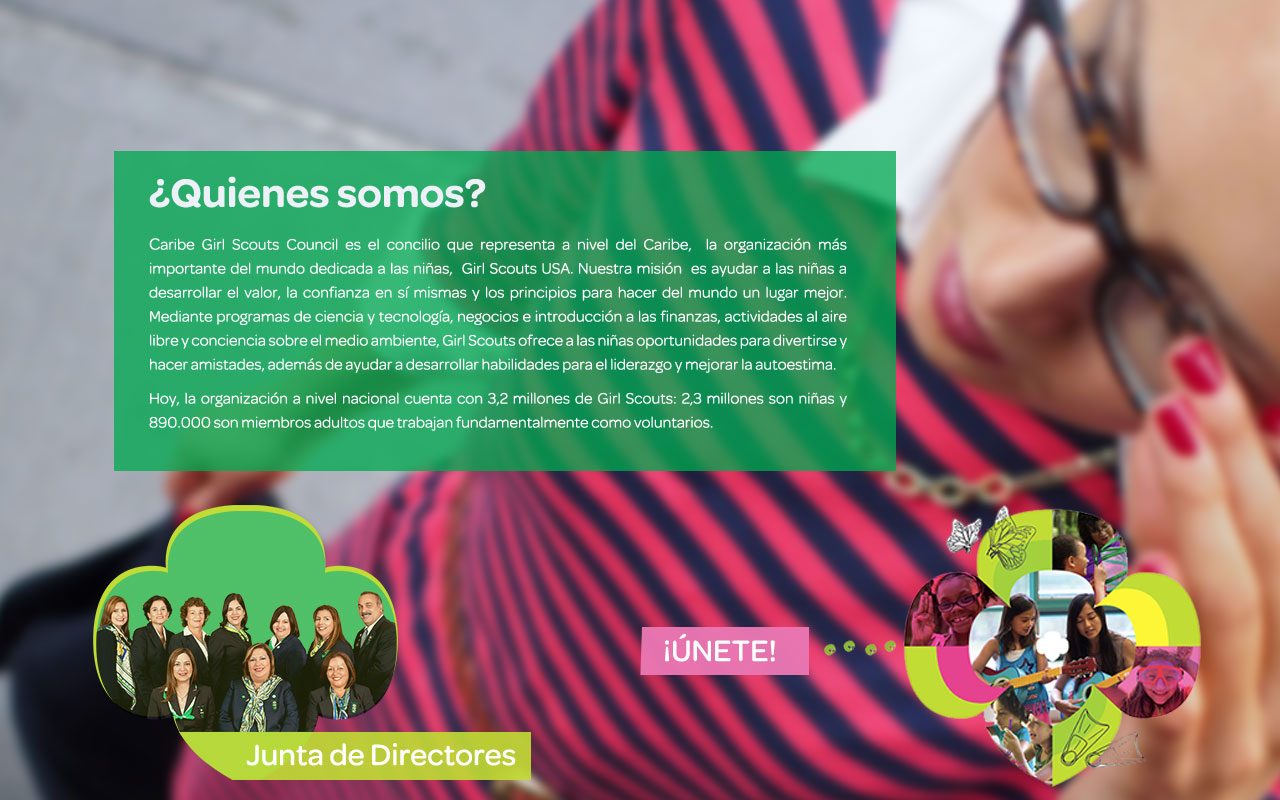 ¿Quienes somos?
Caribe Girl Scouts Council es el concilio que representa a nivel del Caribe, la organización más
importante del mundo dedicada a las niñas, Girl Scouts USA. Nuestra misión es ayudar a las niñas a
desarrollar el valor, la confianza en sí mismas y los principios para hacer del mundo un lugar mejor.
Mediante programas de ciencia y tecnología, negocios e introducción a las finanzas, actividades al aire
libre y conciencia sobre el medio ambiente, Girl Scouts ofrece a las niñas oportunidades para divertirse y
hacer amistades, además de ayudar a desarrollar habilidades para el liderazgo y mejorar la autoestima.
Hoy, la organización a nivel nacional cuenta con 3,2 millones de Girl Scouts: 2,3 millones son niñas y
890.000 son miembros adultos que trabajan fundamentalmente como voluntarios.
¡ÚNETE!
Junta de Directores